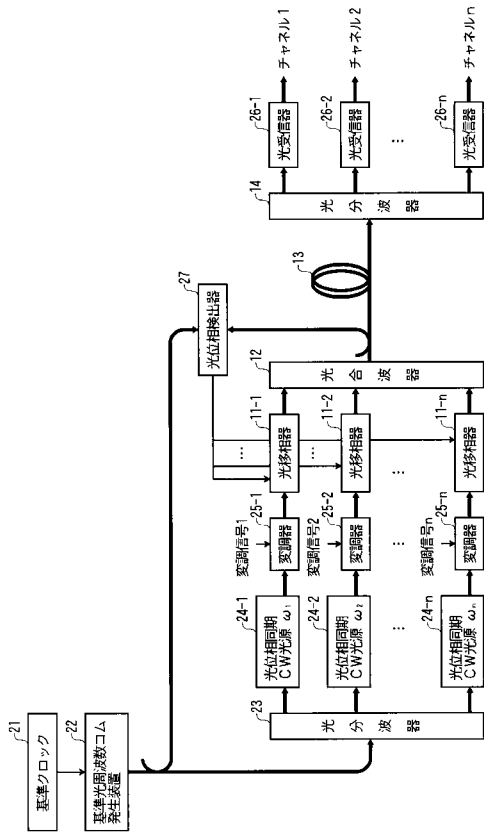 21
基準クロック
22
基準光周波数コム
発生装置
23
光分波器
24-1
光位相同期
CW光源 ω1
24-2
光位相同期
CW光源 ω2
⋮
24-n
光位相同期
CW光源 ωn
変調信号1
25-1
変調器
変調信号2
25-2
変調器
⋮
変調信号n
25-n
変調器
…
11-1
光移相器
…
11-2
光移相器
⋮
11-n
光移相器
12
光合波器
27
光位相検出器
13
14
光分波器
26-1
光受信器
26-2
光受信器
⋮
26-n
光受信器
チャネル1
チャネル2
⋮
チャネルn